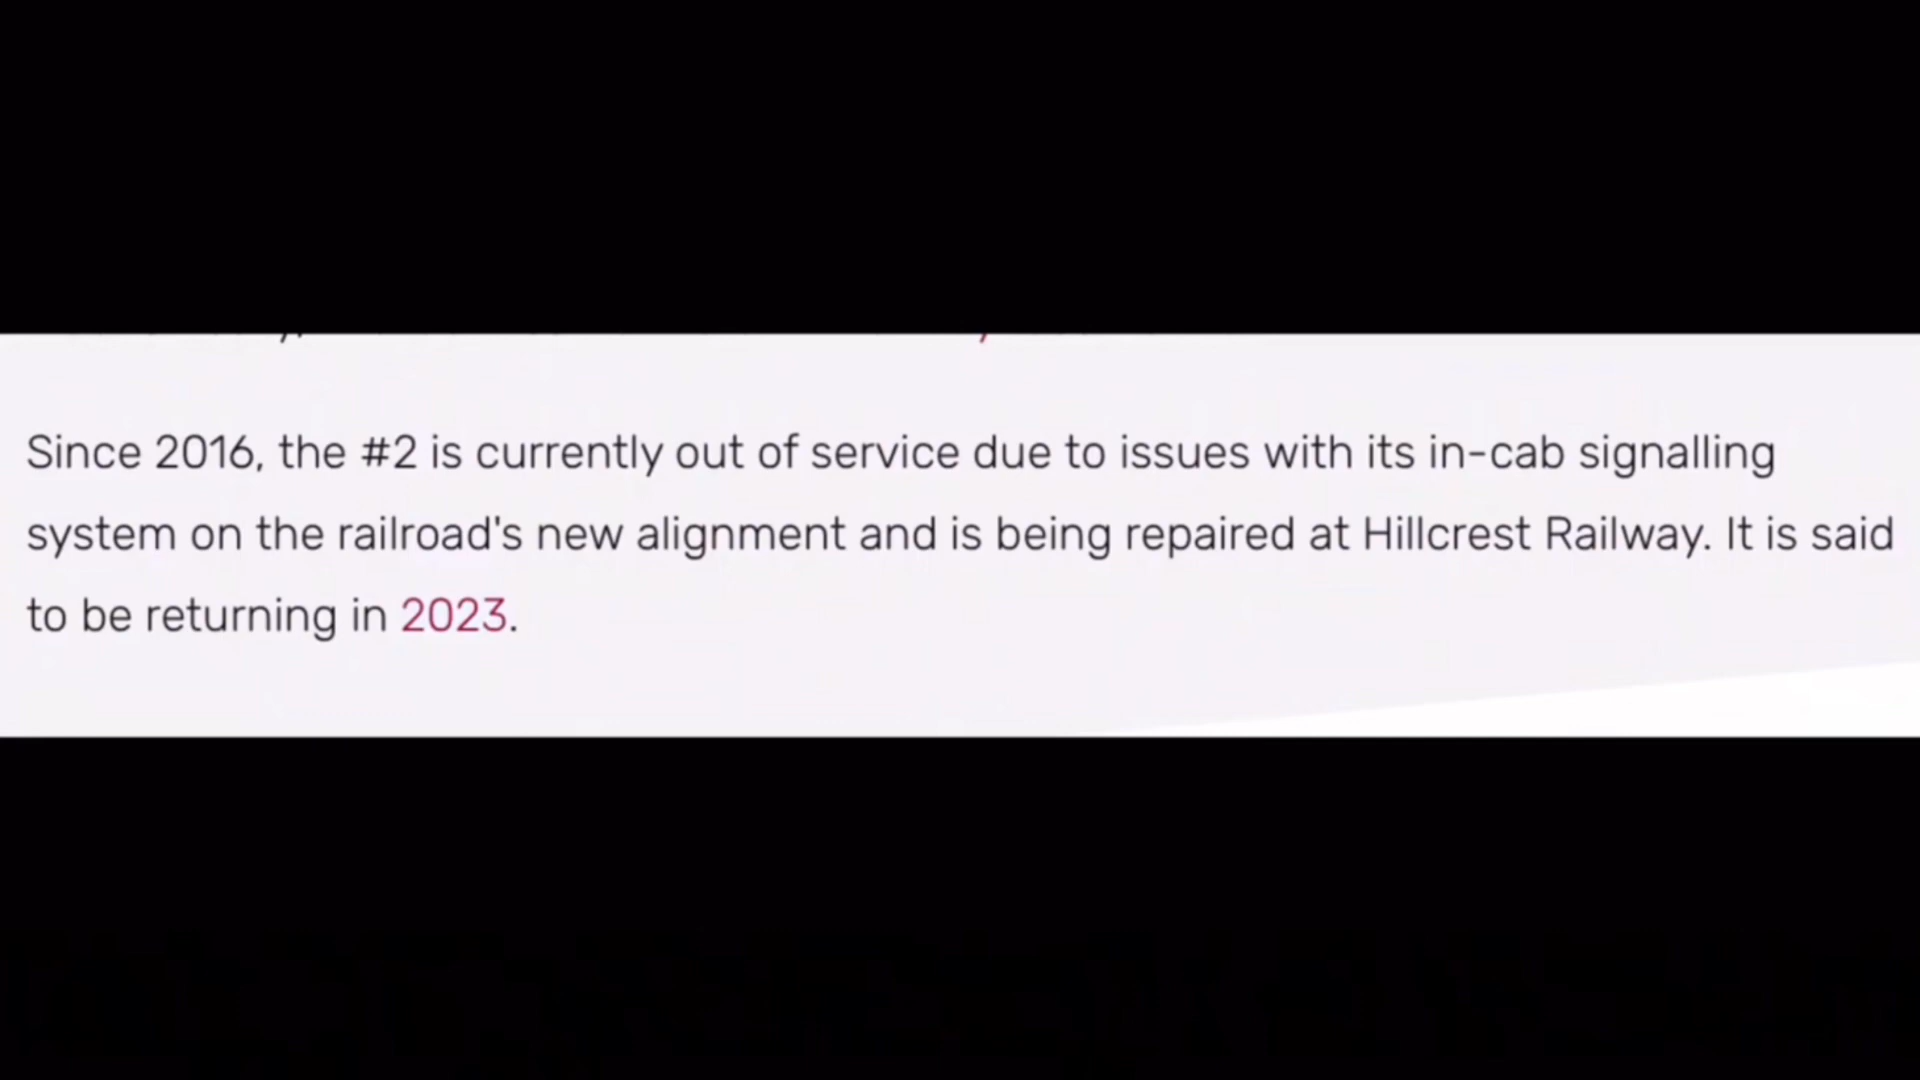 Since 2016, the #2 is currently out of service due to issues with its in-cab signalling
system on the railroad's new alignment and is being repaired at Hillcrest Railway. It is said
to be returning in 2023.